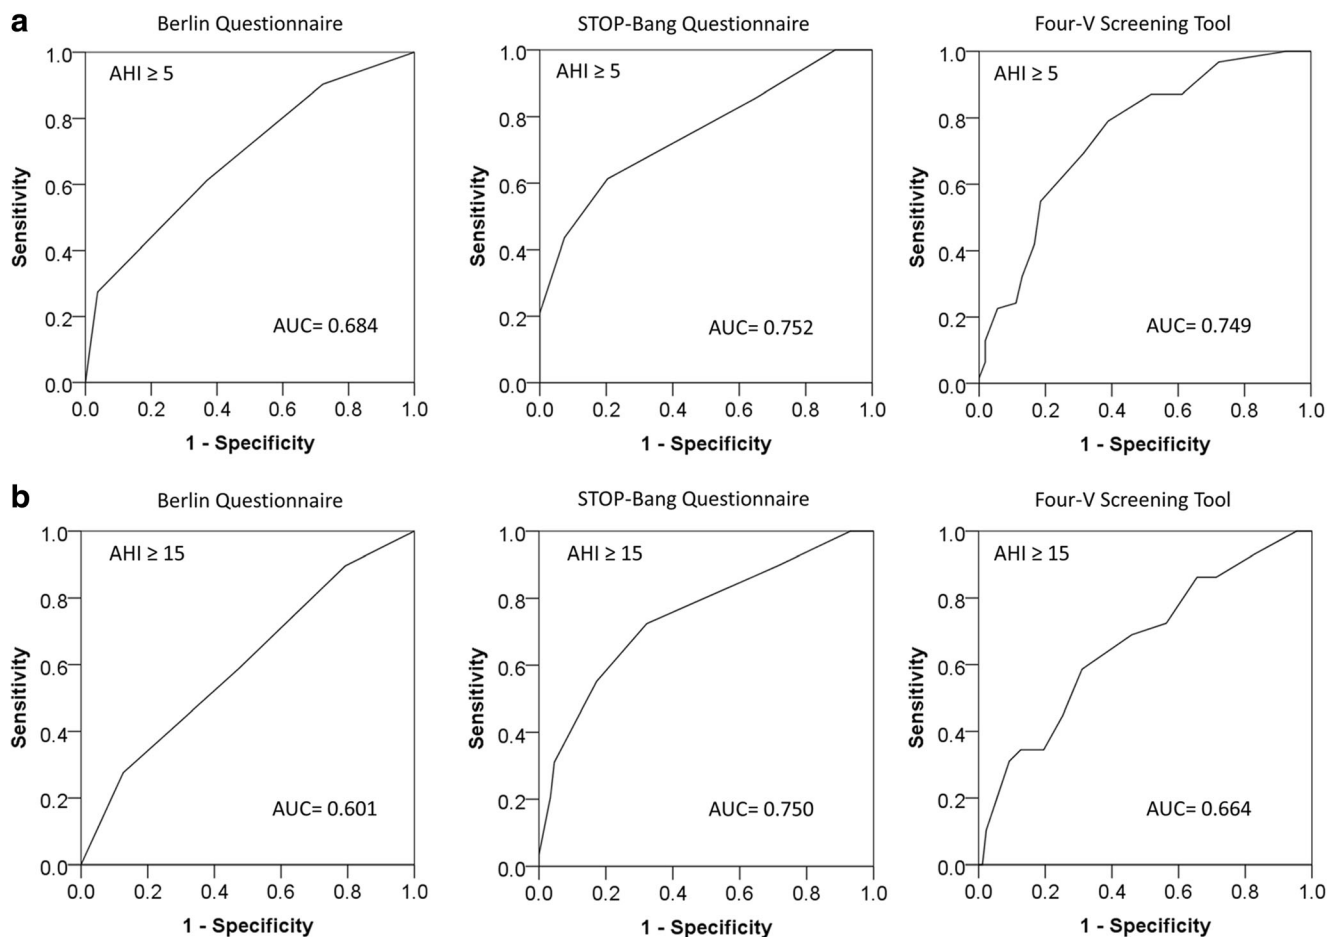 a
Berlin Questionnaire
STOP-Bang Questionnaire
Four-V Screening Tool
1.0
0.8
0.6
0.4
0.2
0.0
Sensitivity
AHI ≥ 5
AUC= 0.684
0.0 0.2 0.4 0.6 0.8 1.0
1 - Specificity
1.0
0.8
0.6
0.4
0.2
0.0
Sensitivity
AHI ≥ 5
AUC= 0.752
0.0 0.2 0.4 0.6 0.8 1.0
1 - Specificity
1.0
0.8
0.6
0.4
0.2
0.0
Sensitivity
AHI ≥ 5
AUC= 0.749
0.0 0.2 0.4 0.6 0.8 1.0
1 - Specificity
b
Berlin Questionnaire
STOP-Bang Questionnaire
Four-V Screening Tool
1.0
0.8
0.6
0.4
0.2
0.0
Sensitivity
AHI ≥ 15
AUC= 0.601
0.0 0.2 0.4 0.6 0.8 1.0
1 - Specificity
1.0
0.8
0.6
0.4
0.2
0.0
Sensitivity
AHI ≥ 15
AUC= 0.750
0.0 0.2 0.4 0.6 0.8 1.0
1 - Specificity
1.0
0.8
0.6
0.4
0.2
0.0
Sensitivity
AHI ≥ 15
AUC= 0.664
0.0 0.2 0.4 0.6 0.8 1.0
1 - Specificity